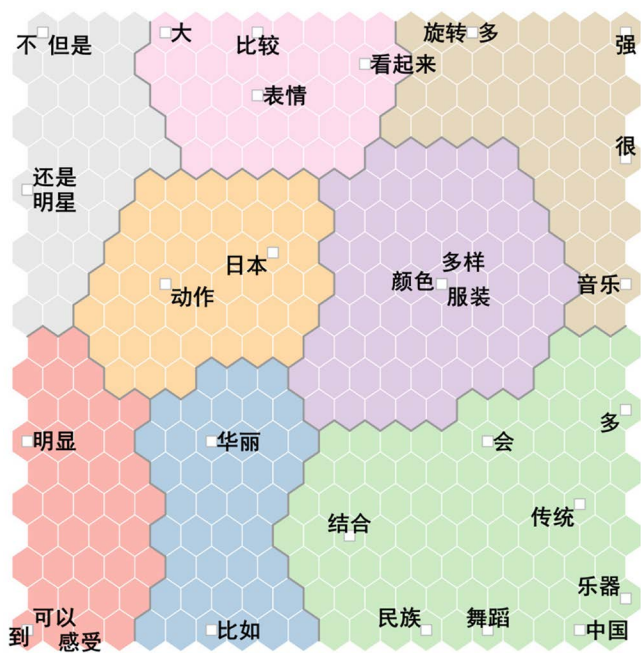 不 但是
大
比较
旋转 多
强
看起来
表情
很
还是
明星
日本
多样
颜色
服装
动作
音乐
多
明显
华丽
会
传统
结合
乐器
可以
到
感受
比如
民族
舞蹈
中国